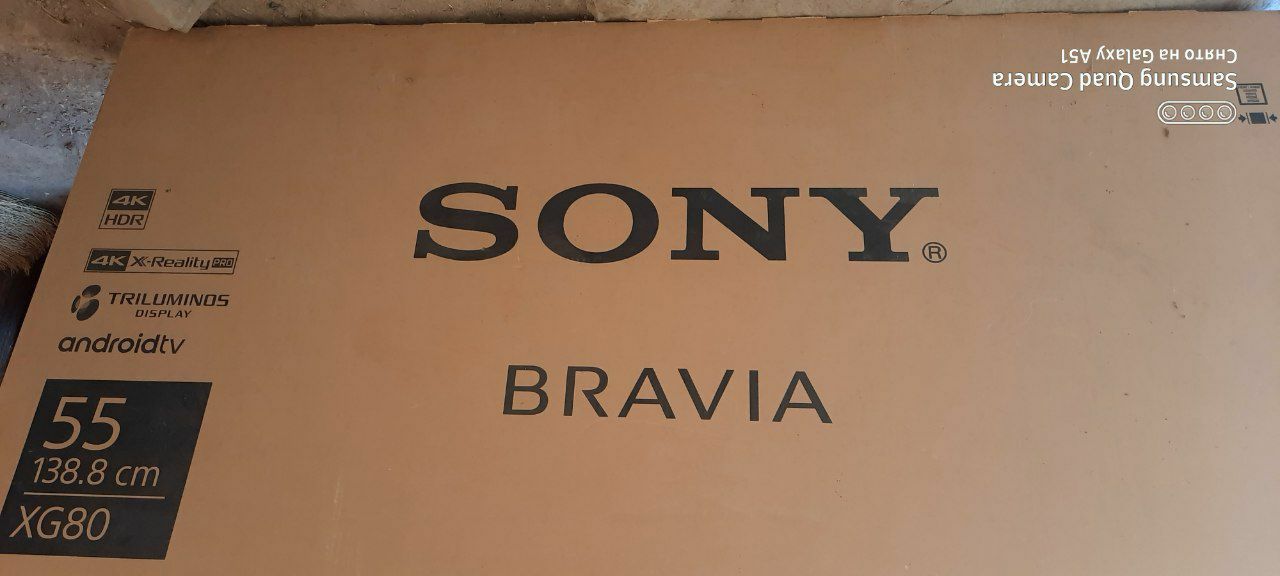 SONY®
BRAVIA
4K
HDR
4K X-Reality PRO
TRILUMINOS
DISPLAY
androidtv
55
138.8 cm
XG80
Samsung Quad Camera
Снято на Galaxy A51